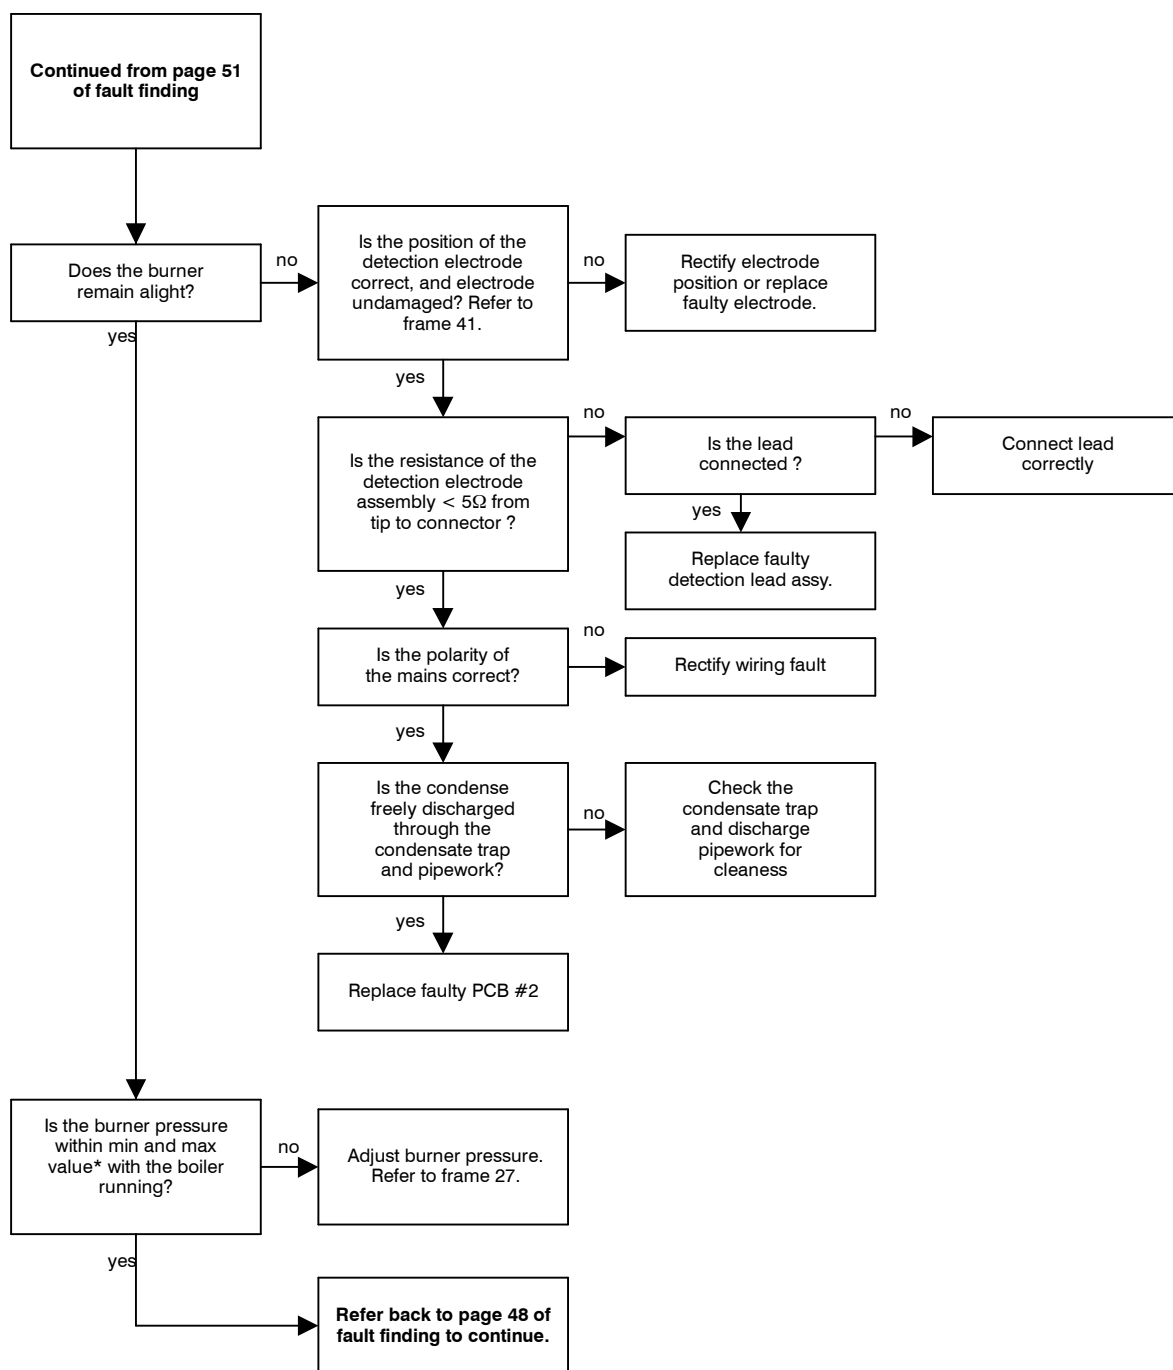 Continued from page 51
of fault finding
Does the burner
remain alight?
no
yes
Is the position of the
detection electrode
correct, and electrode
undamaged? Refer to
frame 41.
no
Rectify electrode
position or replace
faulty electrode.
yes
Is the resistance of the
detection electrode
assembly < 5Ω from
tip to connector ?
no
Is the lead
connected ?
no
Connect lead
correctly
yes
Replace faulty
detection lead assy.
yes
Is the polarity of
the mains correct?
no
Rectify wiring fault
yes
Is the condense
freely discharged
through the
condensate trap
and pipework?
no
Check the
condensate trap
and discharge
pipework for
cleaness
yes
Replace faulty PCB #2
Is the burner pressure
within min and max
value* with the boiler
running?
no
Adjust burner pressure.
Refer to frame 27.
yes
Refer back to page 48 of
fault finding to continue.